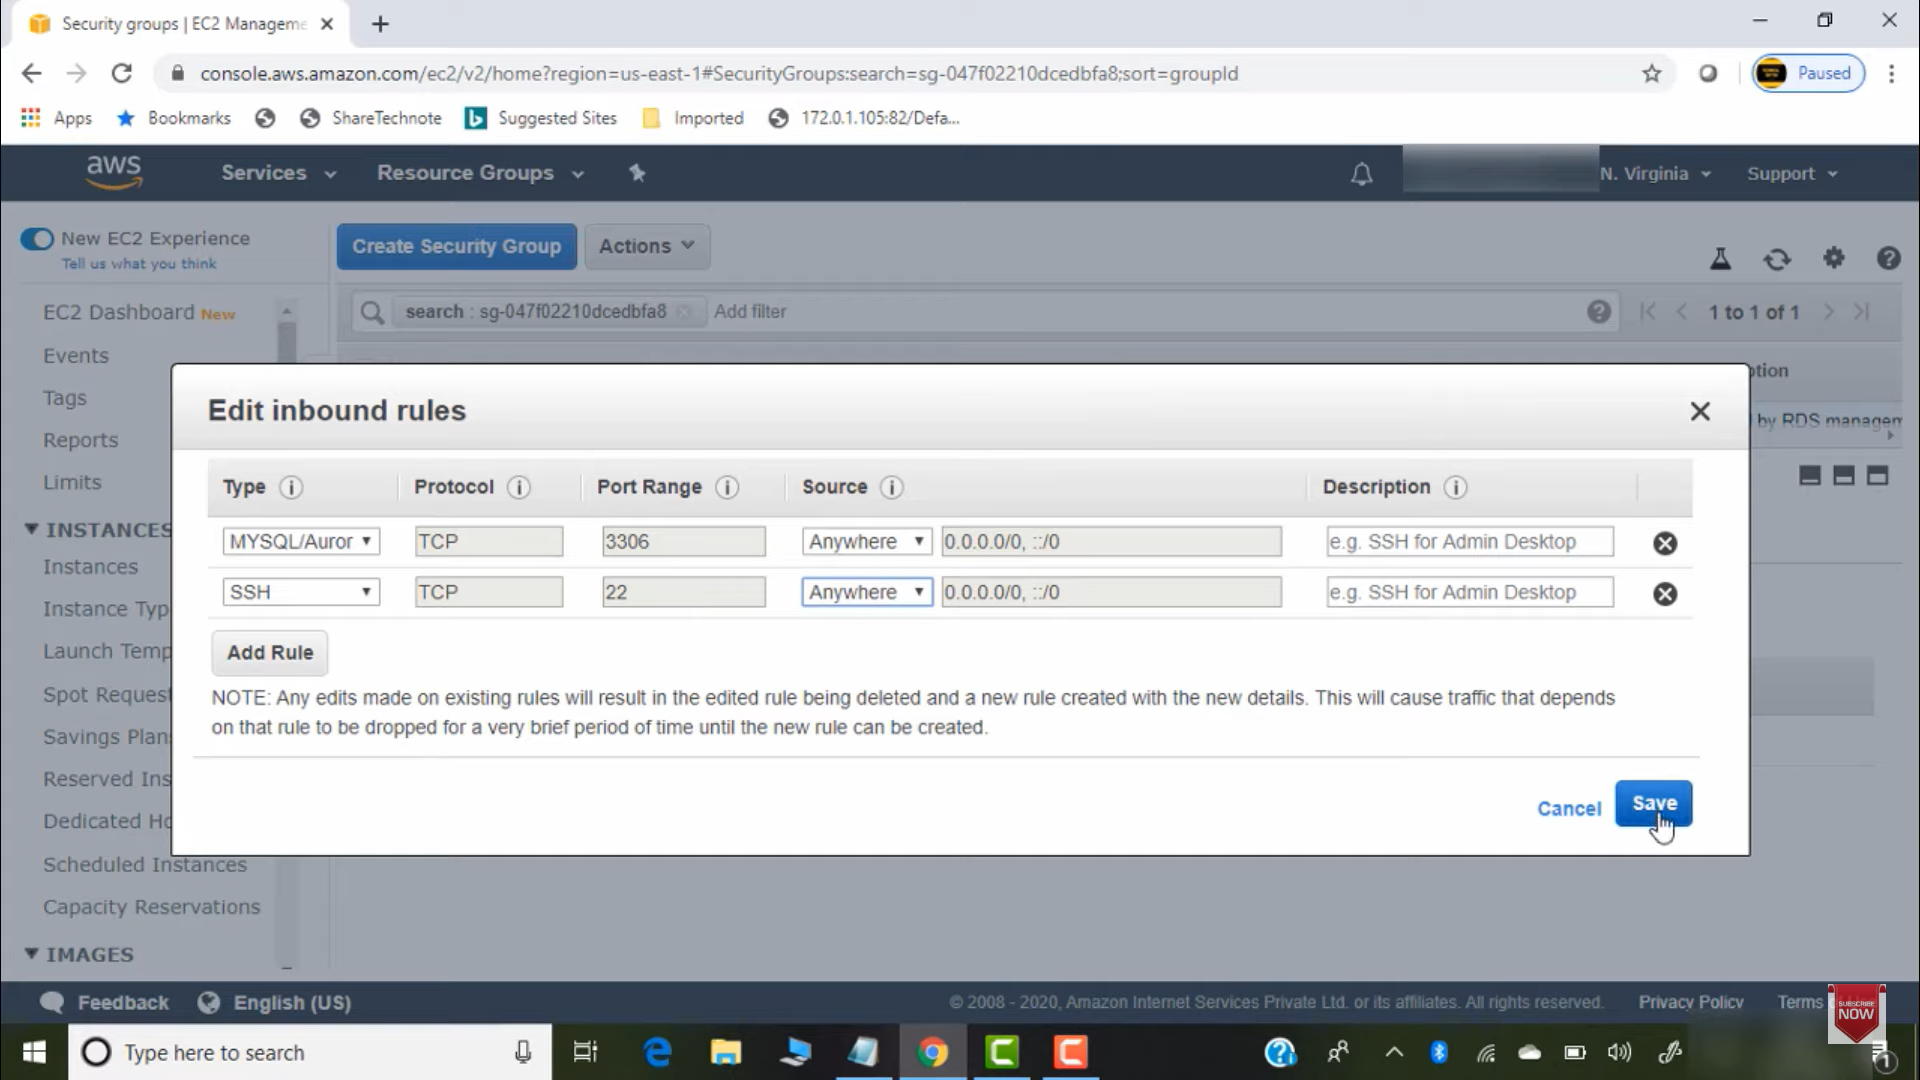 Security groups | EC2 Manageme
console.aws.amazon.com/ec2/v2/home?region=us-east-1#SecurityGroups:search=sg-047f02210dcedbfa8;sort=groupId
Paused
Apps
Bookmarks
ShareTechnote
Suggested Sites
Imported
172.0.1.105:82/Defa...
aws
Services
Resource Groups
N. Virginia
Support
New EC2 Experience
Tell us what you think
Create Security Group
Actions
EC2 Dashboard New
search : sg-047f02210dcedbfa8
Add filter
1 to 1 of 1
Events
Tags
Reports
Limits
INSTANCES
Instances
Instance Typ
Launch Temp
Spot Request
Savings Plan
Reserved Ins
Dedicated Ho
Scheduled Instances
Capacity Reservations
IMAGES
ption
by RDS managem
Edit inbound rules
Type
Protocol
Port Range
Source
Description
MYSQL/Auror
TCP
3306
Anywhere
0.0.0.0/0, ::/0
e.g. SSH for Admin Desktop
SSH
TCP
22
Anywhere
0.0.0.0/0, ::/0
e.g. SSH for Admin Desktop
Add Rule
NOTE: Any edits made on existing rules will result in the edited rule being deleted and a new rule created with the new details. This will cause traffic that depends
on that rule to be dropped for a very brief period of time until the new rule can be created.
Cancel
Save
Feedback
English (US)
© 2008 - 2020, Amazon Internet Services Private Ltd. or its affiliates. All rights reserved.
Privacy Policy
Terms
SUBSCRIBE
NOW
Type here to search
1